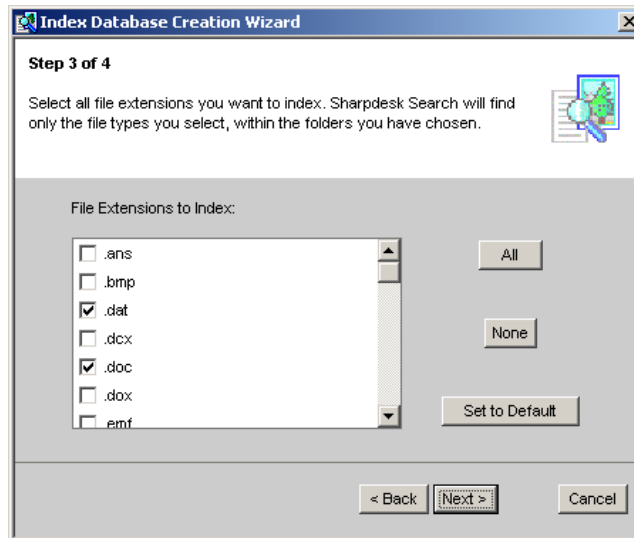 Index Database Creation Wizard
Step 3 of 4
Select all file extensions you want to index. Sharpdesk Search will find
only the file types you select, within the folders you have chosen.
File Extensions to Index:
.ans
.bmp
.dat
.dcx
.doc
.dox
.emf
All
None
Set to Default
< Back
Next >
Cancel